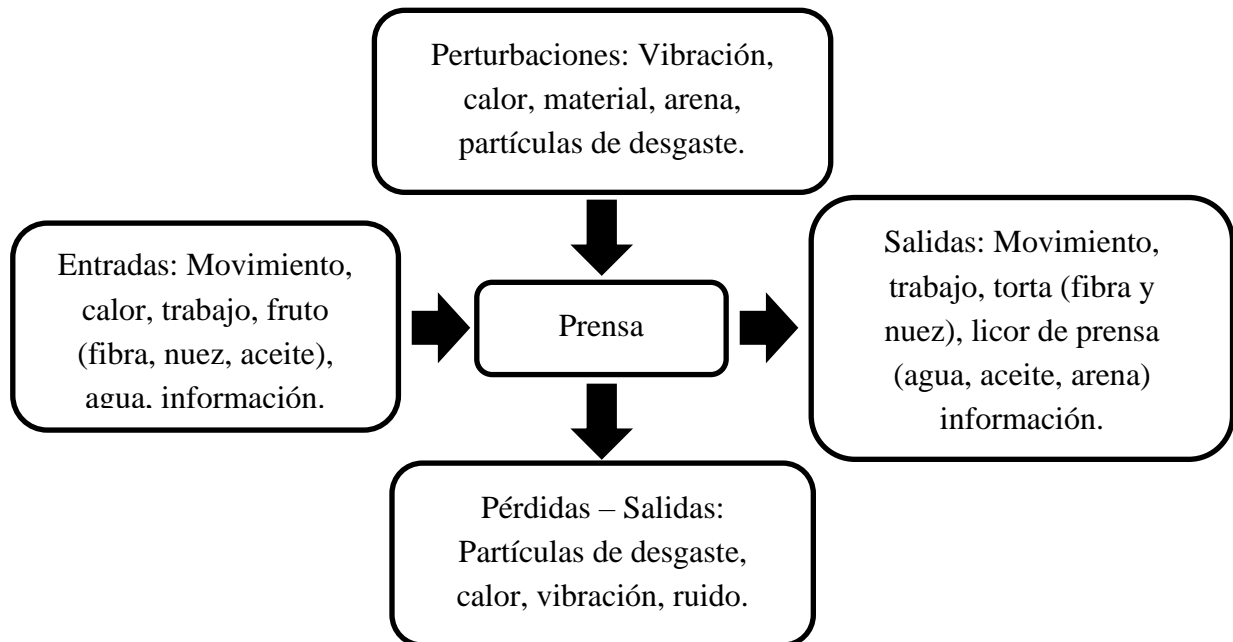 Perturbaciones: Vibración,
calor, material, arena,
partículas de desgaste.
Entradas: Movimiento,
calor, trabajo, fruto
(fibra, nuez, aceite),
agua, información.
Prensa
Salidas: Movimiento,
trabajo, torta (fibra y
nuez), licor de prensa
(agua, aceite, arena)
información.
Pérdidas – Salidas:
Partículas de desgaste,
calor, vibración, ruido.